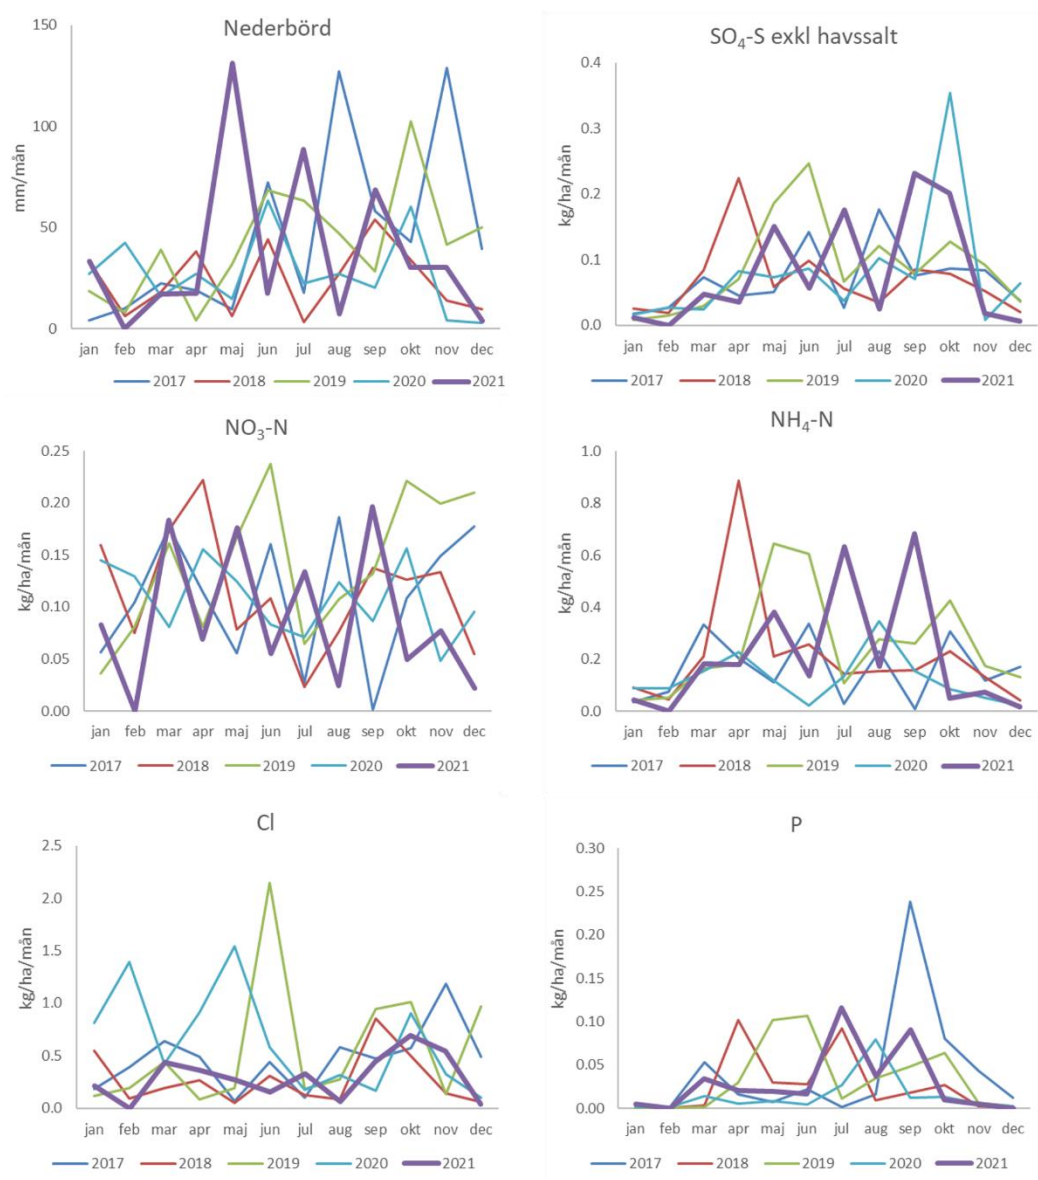 Nederbörd
mm/mån
150
100
50
0
jan feb mar apr maj jun jul aug sep okt nov dec
2017 2018 2019 2020 2021
SO₄-S exkl havssalt
kg/ha/mån
0.4
0.3
0.2
0.1
0.0
jan feb mar apr maj jun jul aug sep okt nov dec
2017 2018 2019 2020 2021
NO₃-N
kg/ha/mån
0.25
0.20
0.15
0.10
0.05
0.00
jan feb mar apr maj jun jul aug sep okt nov dec
2017 2018 2019 2020 2021
NH₄-N
kg/ha/mån
1.0
0.8
0.6
0.4
0.2
0.0
jan feb mar apr maj jun jul aug sep okt nov dec
2017 2018 2019 2020 2021
Cl
kg/ha/mån
2.5
2.0
1.5
1.0
0.5
0.0
jan feb mar apr maj jun jul aug sep okt nov dec
2017 2018 2019 2020 2021
P
kg/ha/mån
0.30
0.25
0.20
0.15
0.10
0.05
0.00
jan feb mar apr maj jun jul aug sep okt nov dec
2017 2018 2019 2020 2021